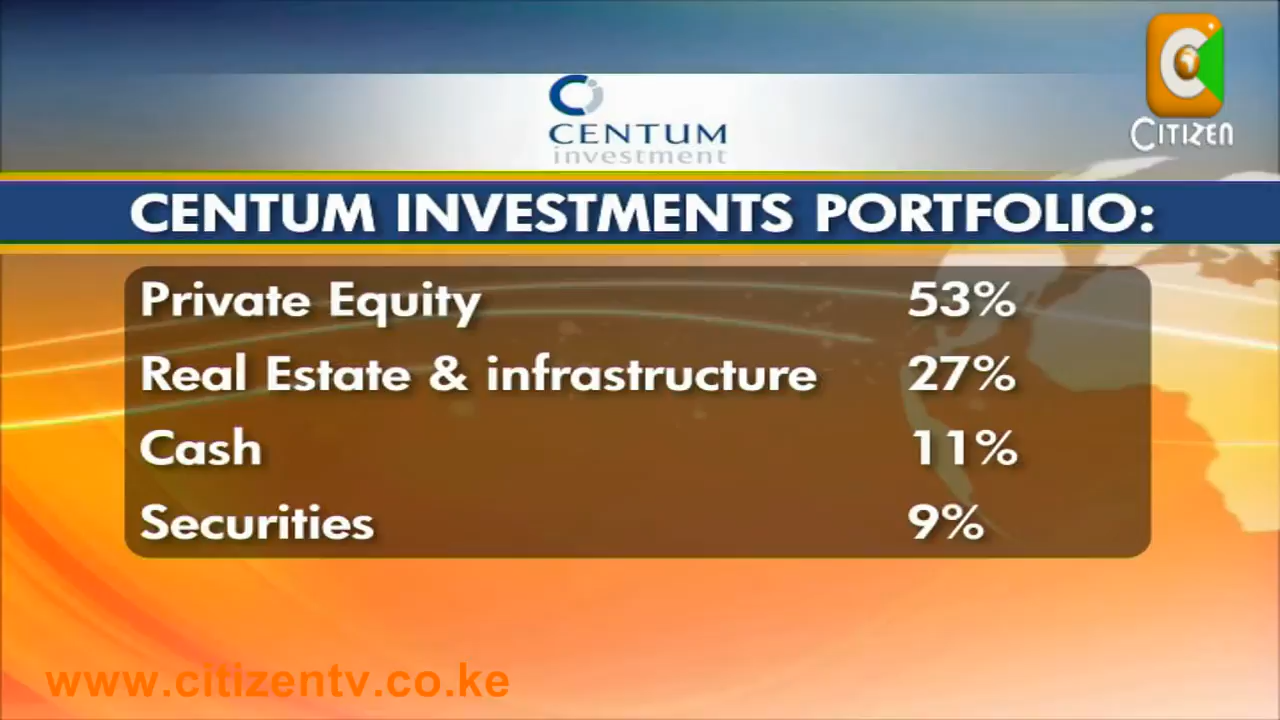 CENTUM
investment
CITIZEN
CENTUM INVESTMENTS PORTFOLIO:
Private Equity 53%
Real Estate & infrastructure 27%
Cash 11%
Securities 9%
www.citizentv.co.ke